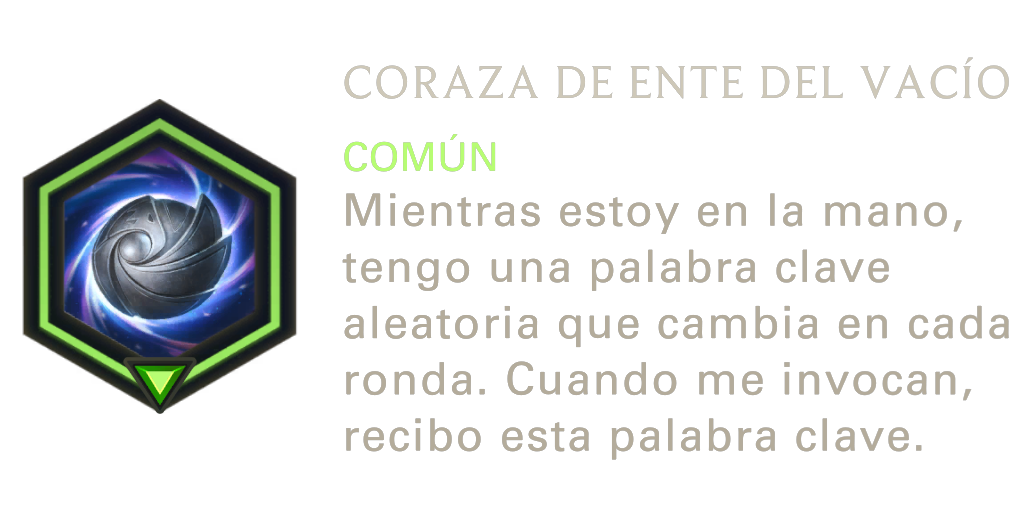 CORAZA DE ENTE DEL VACÍO
COMÚN
Mientras estoy en la mano,
tengo una palabra clave
aleatoria que cambia en cada
ronda. Cuando me invocan,
recibo esta palabra clave.